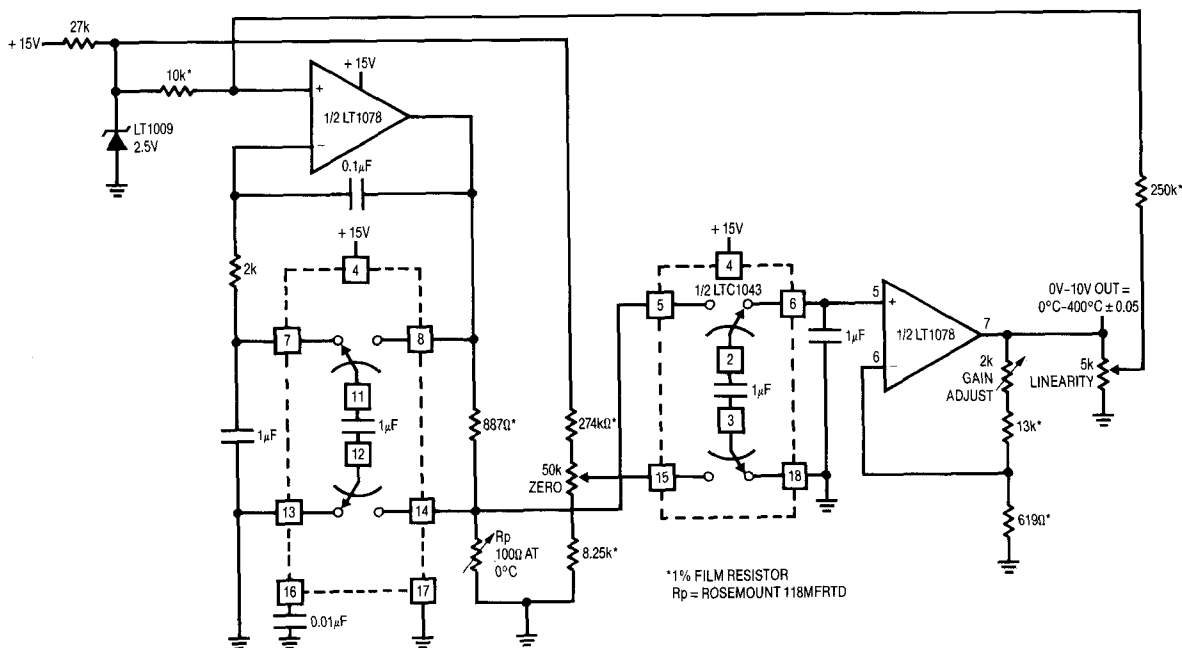 27k
+ 15V
10k*
+ 15V
+
1/2 LT1078
−
LT1009
2.5V
0.1µF
250k*
2k
+ 15V
4
7
8
11
1µF
12
1µF
13
14
16
17
0.01µF
887Ω*
Rp
100Ω AT
0°C
274kΩ*
50k
ZERO
8.25k*
+ 15V
4
1/2 LTC1043
5
6
2
1µF
3
15
18
1µF
5
+
1/2 LT1078
7
6
−
0V–10V OUT =
0°C–400°C ± 0.05
2k
GAIN
ADJUST
5k
LINEARITY
13k*
619Ω*
*1% FILM RESISTOR
Rp = ROSEMOUNT 118MFRTD